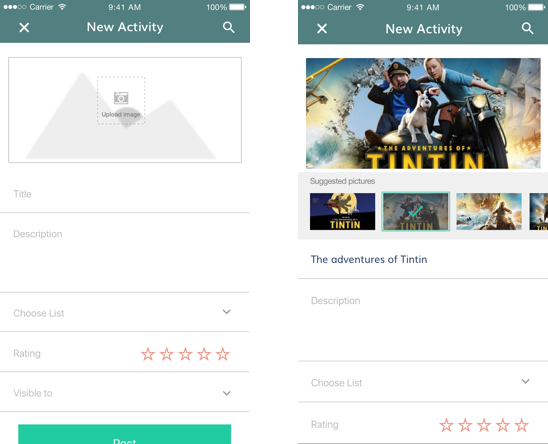 Carrier 9:41 AM 100%
New Activity
Upload image
Title
Description
Choose List
Rating
Visible to
Post
Carrier 9:41 AM 100%
New Activity
THE ADVENTURES OF
TINTIN
Suggested pictures
TINTIN
TINTIN
The adventures of Tintin
Description
Choose List
Rating